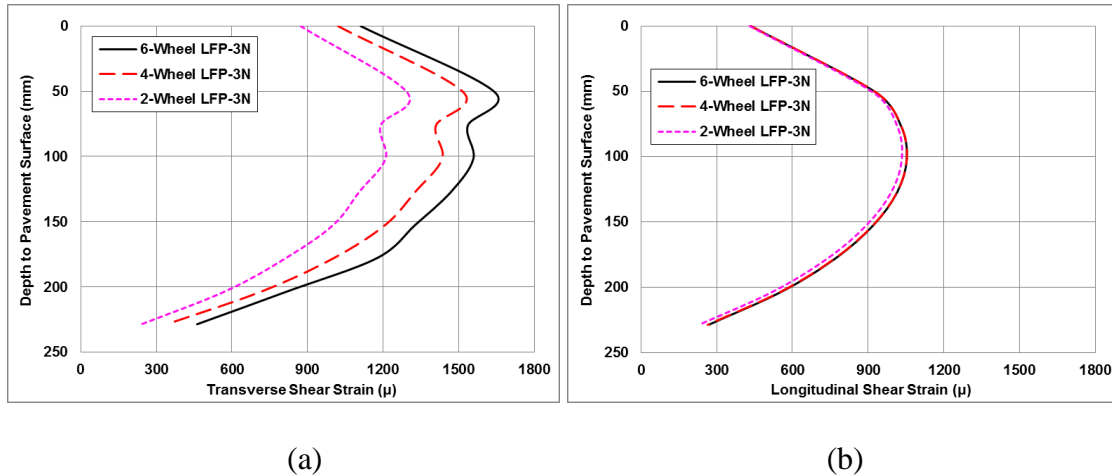 0
50
100
150
200
250
Depth to Pavement Surface (mm)
6-Wheel LFP-3N
4-Wheel LFP-3N
2-Wheel LFP-3N
0 300 600 900 1200 1500 1800
Transverse Shear Strain (µ)
0
50
100
150
200
250
Depth to Pavement Surface (mm)
6-Wheel LFP-3N
4-Wheel LFP-3N
2-Wheel LFP-3N
0 300 600 900 1200 1500 1800
Longitudinal Shear Strain (µ)
(a) (b)